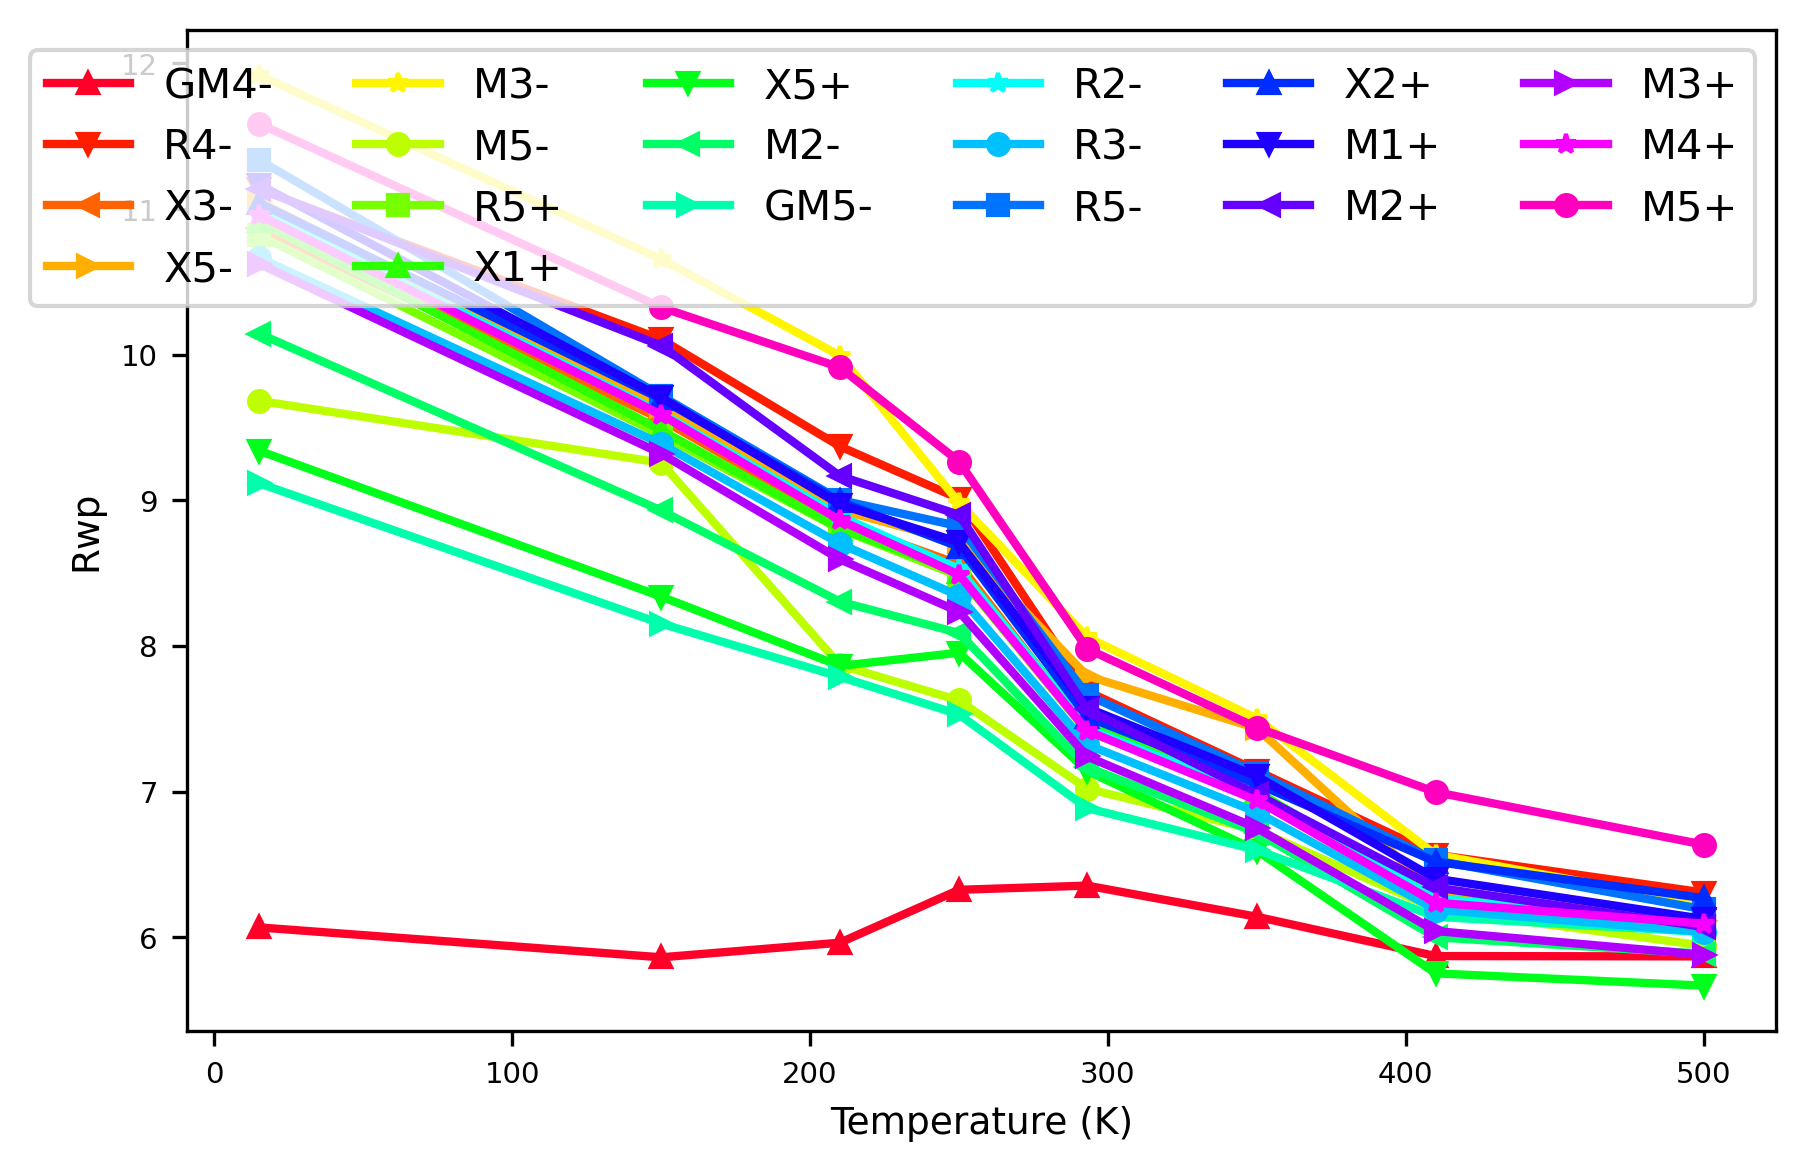 12 GM4- M3- X5+ R2- X2+ M3+
R4- M5- M2- R3- M1+ M4+
11 X3- R5+ GM5- R5- M2+ M5+
X5- X1+
10
9
8
7
6
Rwp
0 100 200 300 400 500
Temperature (K)